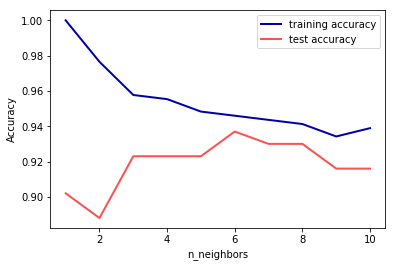 1.00
0.98
0.96
0.94
0.92
0.90
Accuracy
training accuracy
test accuracy
2 4 6 8 10
n_neighbors